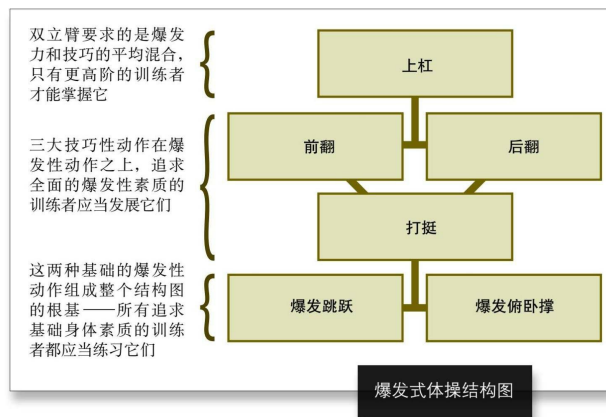 双立臂要求的是爆发
力和技巧的平均混合，
只有更高阶的训练者
才能掌握它
上杠
三大技巧性动作在爆
发性动作之上，追求
全面的爆发性素质的
训练者应当发展它们
前翻
后翻
打挺
这两种基础的爆发性
动作组成整个结构图
的根基——所有追求
基础身体素质的训练
者都应当练习它们
爆发跳跃
爆发俯卧撑
爆发式体操结构图